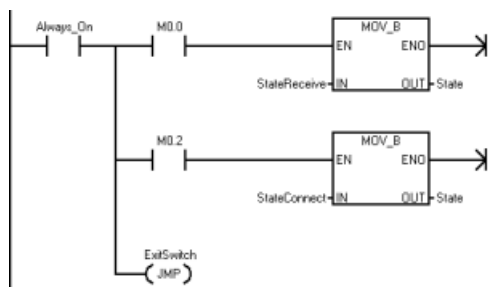 Always_On
M0.0
MOV_B
EN
ENO
StateReceive
IN
OUT
State
M0.2
MOV_B
EN
ENO
StateConnect
IN
OUT
State
ExitSwitch
JMP